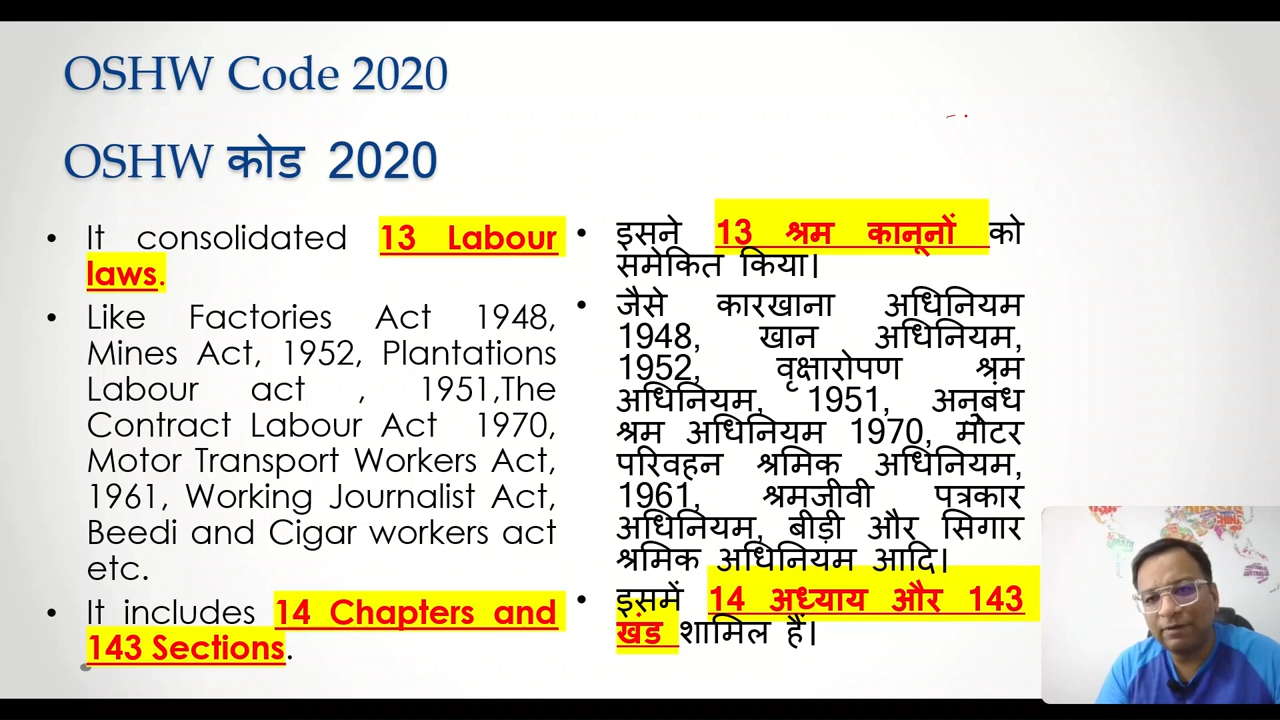 OSHW Code 2020
OSHW कोड 2020
• It consolidated 13 Labour
laws.
• Like Factories Act 1948,
Mines Act, 1952, Plantations
Labour act , 1951,The
Contract Labour Act 1970,
Motor Transport Workers Act,
1961, Working Journalist Act,
Beedi and Cigar workers act
etc.
• It includes 14 Chapters and
143 Sections.
• इसने 13 श्रम कानूनों को
समेकित किया।
• जैसे कारखाना अधिनियम
1948, खान अधिनियम,
1952, वृक्षारोपण श्रम
अधिनियम, 1951, अनुबंध
श्रम अधिनियम 1970, मोटर
परिवहन श्रमिक अधिनियम,
1961, श्रमजीवी पत्रकार
अधिनियम, बीड़ी और सिगार
श्रमिक अधिनियम आदि।
• इसमें 14 अध्याय और 143
खंड शामिल हैं।